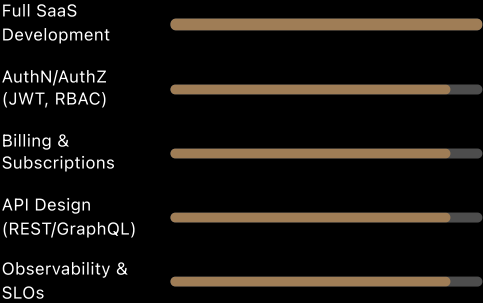 Full SaaS
Development
AuthN/AuthZ
(JWT, RBAC)
Billing &
Subscriptions
API Design
(REST/GraphQL)
Observability &
SLOs